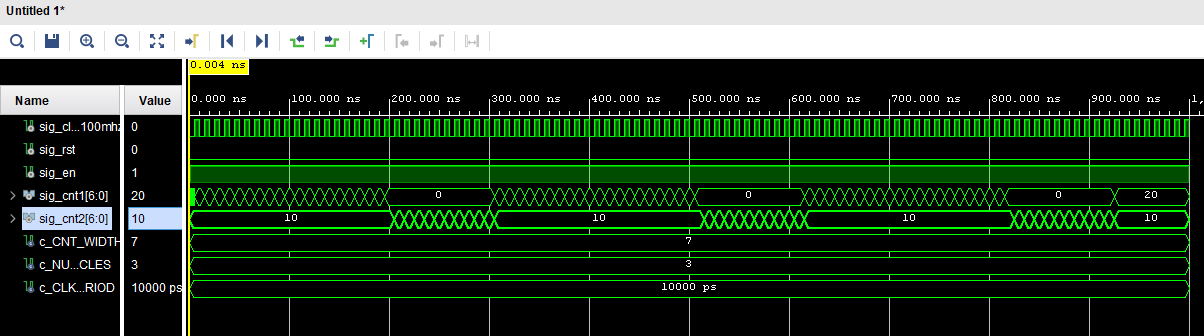 Untitled 1*
0.004 ns
Name Value
0.000 ns 100.000 ns 200.000 ns 300.000 ns 400.000 ns 500.000 ns 600.000 ns 700.000 ns 800.000 ns 900.000 ns 1,
sig_cl...100mhz 0
sig_rst 0
sig_en 1
sig_cnt1[6:0] 20 0 0 0 20
sig_cnt2[6:0] 10 10 10 10 10
c_CNT_WIDTH 7 7
c_NU...CLES 3 3
c_CLK...RIOD 10000 ps 10000 ps